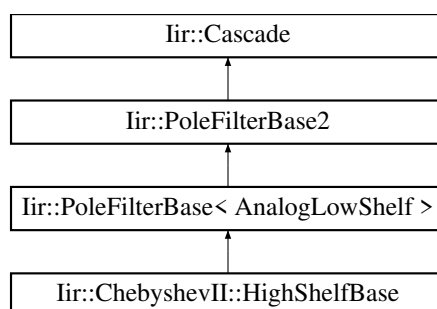 Iir::Cascade
Iir::PoleFilterBase2
Iir::PoleFilterBase< AnalogLowShelf >
Iir::ChebyshevII::HighShelfBase